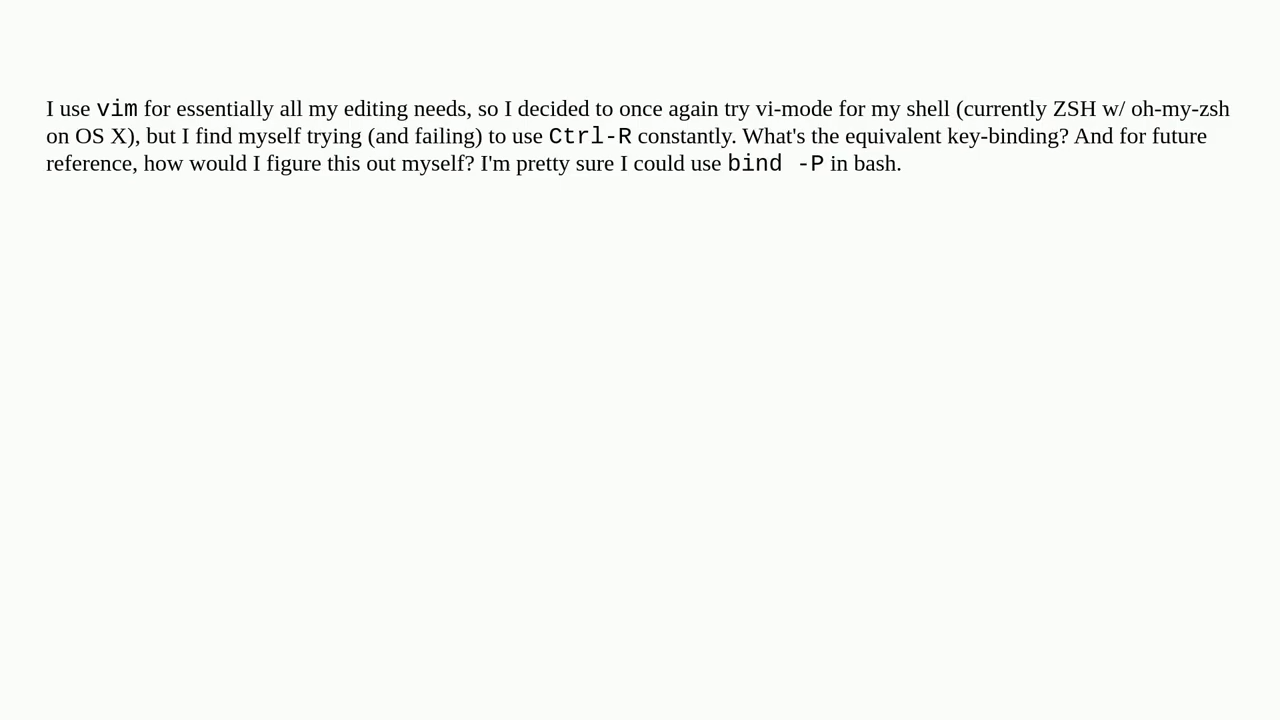 I use vim for essentially all my editing needs, so I decided to once again try vi-mode for my shell (currently ZSH w/ oh-my-zsh
on OS X), but I find myself trying (and failing) to use Ctrl-R constantly. What's the equivalent key-binding? And for future
reference, how would I figure this out myself? I'm pretty sure I could use bind -P in bash.